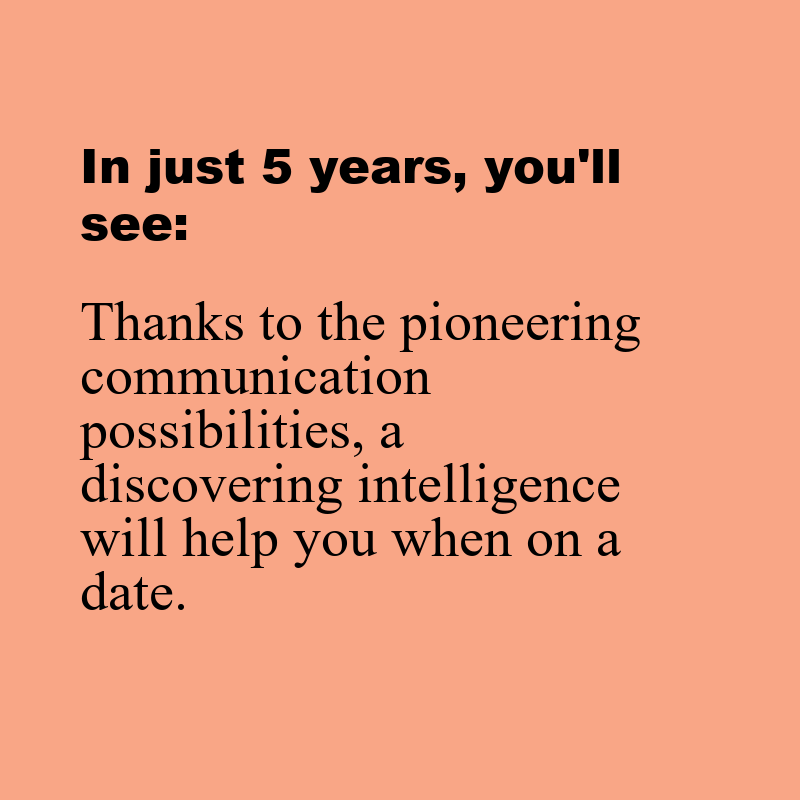 In just 5 years, you'll
see:
Thanks to the pioneering
communication
possibilities, a
discovering intelligence
will help you when on a
date.